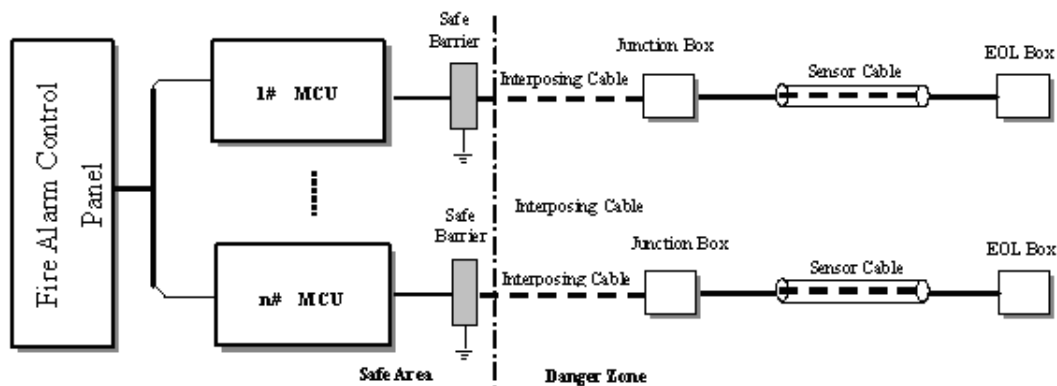 Fire Alarm Control
Panel
1# MCU
Safe
Barrier
Interposing Cable
Junction Box
Sensor Cable
EOL Box
Interposing Cable
n# MCU
Safe
Barrier
Interposing Cable
Junction Box
Sensor Cable
EOL Box
Safe Area
Danger Zone